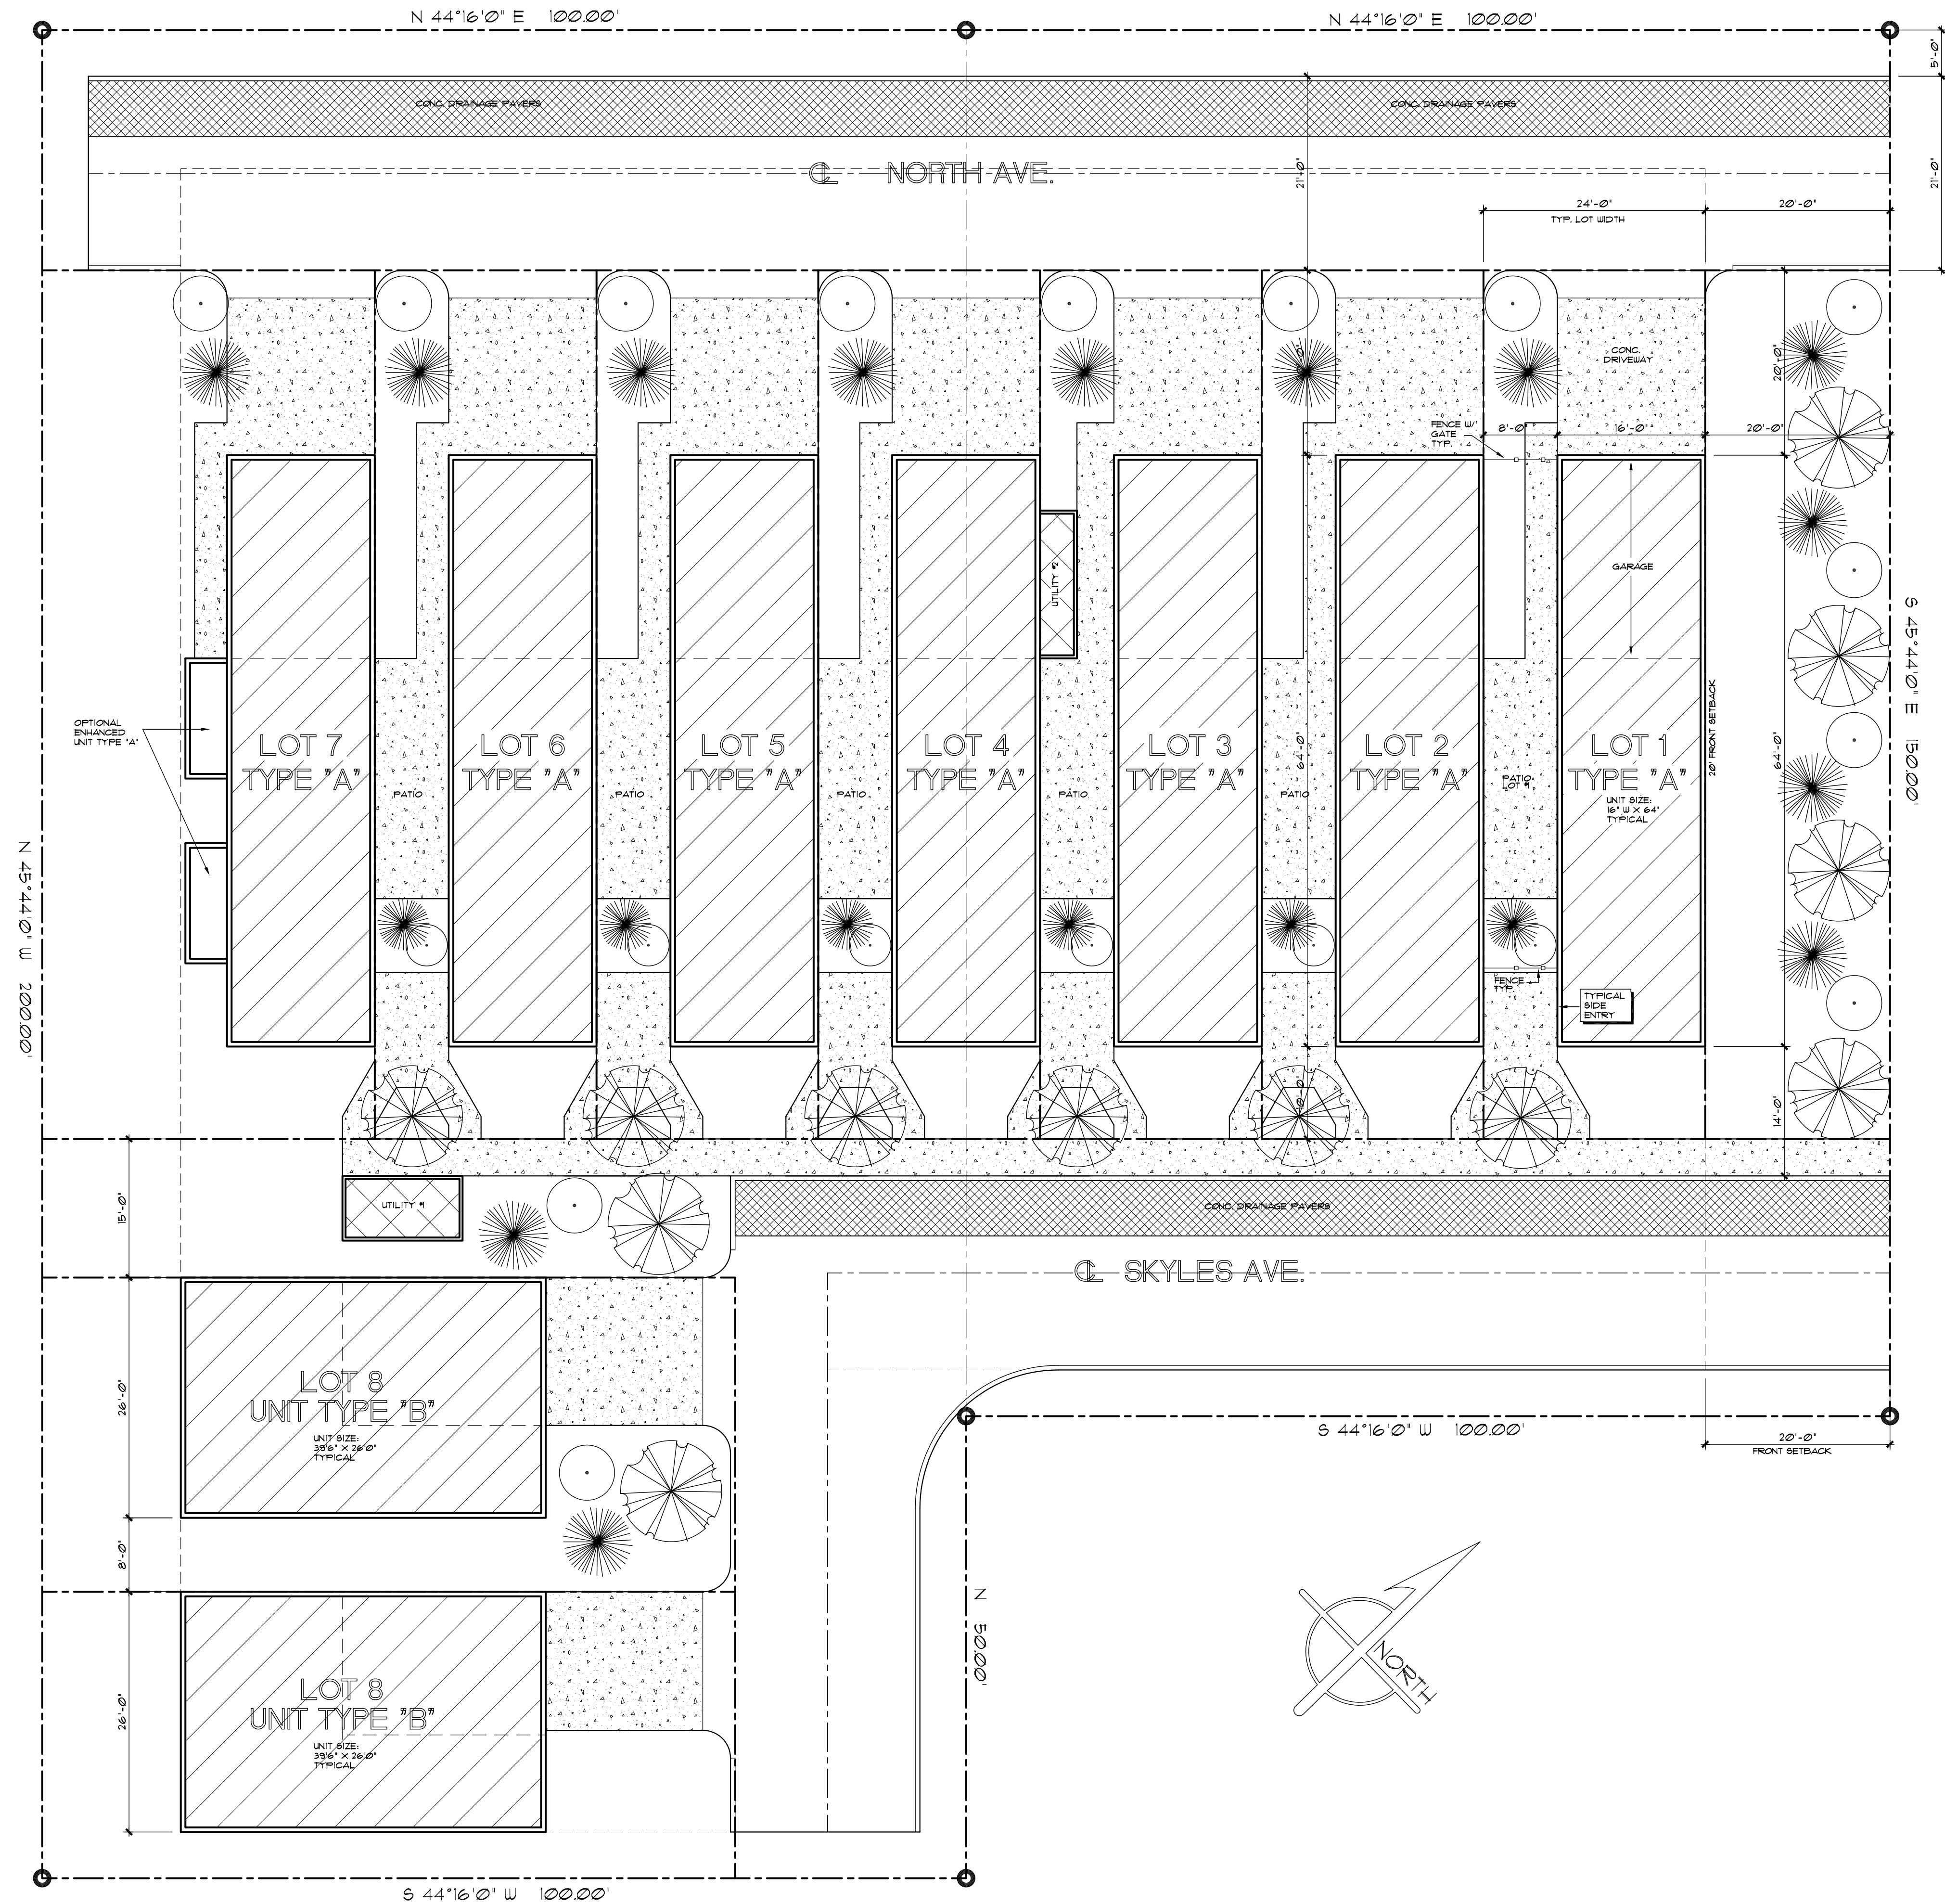 N 44°16'0" E 100.00'
N 44°16'0" E 100.00'
5'-0"
CONC. DRAINAGE PAVERS
CONC. DRAINAGE PAVERS
℄ NORTH AVE.
21'-0"
21'-0"
24'-0"
20'-0"
TYP. LOT WIDTH
CONC.
DRIVEWAY
20'-0"
FENCE W/
GATE
TYP.
8'-0"
16'-0"
20'-0"
UTILITY #2
GARAGE
S 45°44'0" E 150.00'
20' FRONT SETBACK
OPTIONAL
ENHANCED
UNIT TYPE "A"
LOT 7
TYPE "A"
LOT 6
TYPE "A"
LOT 5
TYPE "A"
LOT 4
TYPE "A"
LOT 3
TYPE "A"
LOT 2
TYPE "A"
LOT 1
TYPE "A"
64'-0"
64'-0"
PATIO
PATIO
PATIO
PATIO
PATIO
PATIO
LOT #1
UNIT SIZE:
16" W X 64"
TYPICAL
N 45°44'0" W 200.00'
FENCE
TYP.
TYPICAL
SIDE
ENTRY
14'-0"
15'-0"
UTILITY #1
CONC. DRAINAGE PAVERS
℄ SKYLES AVE.
26'-0"
LOT 8
UNIT TYPE "B"
UNIT SIZE:
39'6" X 26'0"
TYPICAL
S 44°16'0" W 100.00'
20'-0"
FRONT SETBACK
8'-0"
N 50.00'
NORTH
26'-0"
LOT 8
UNIT TYPE "B"
UNIT SIZE:
39'6" X 26'0"
TYPICAL
S 44°16'0" W 100.00'